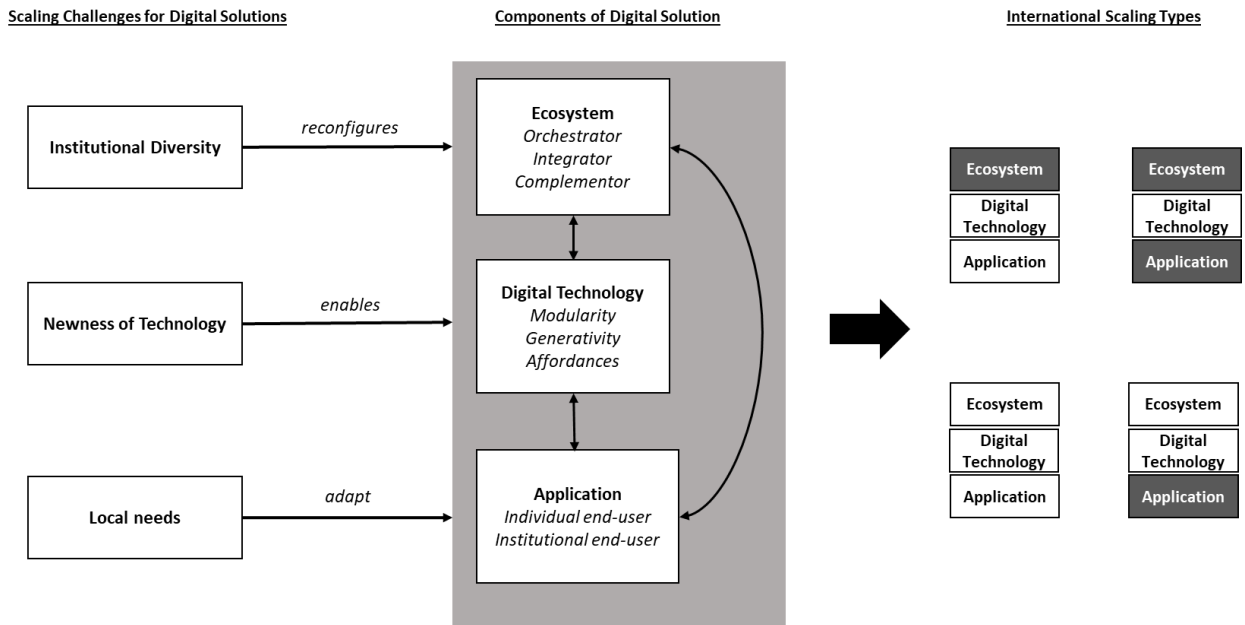 Scaling Challenges for Digital Solutions
Components of Digital Solution
International Scaling Types
Institutional Diversity
reconfigures
Ecosystem
Orchestrator
Integrator
Complementor
Newness of Technology
enables
Digital Technology
Modularity
Generativity
Affordances
Local needs
adapt
Application
Individual end-user
Institutional end-user
Ecosystem
Digital
Technology
Application
Ecosystem
Digital
Technology
Application
Ecosystem
Digital
Technology
Application
Ecosystem
Digital
Technology
Application